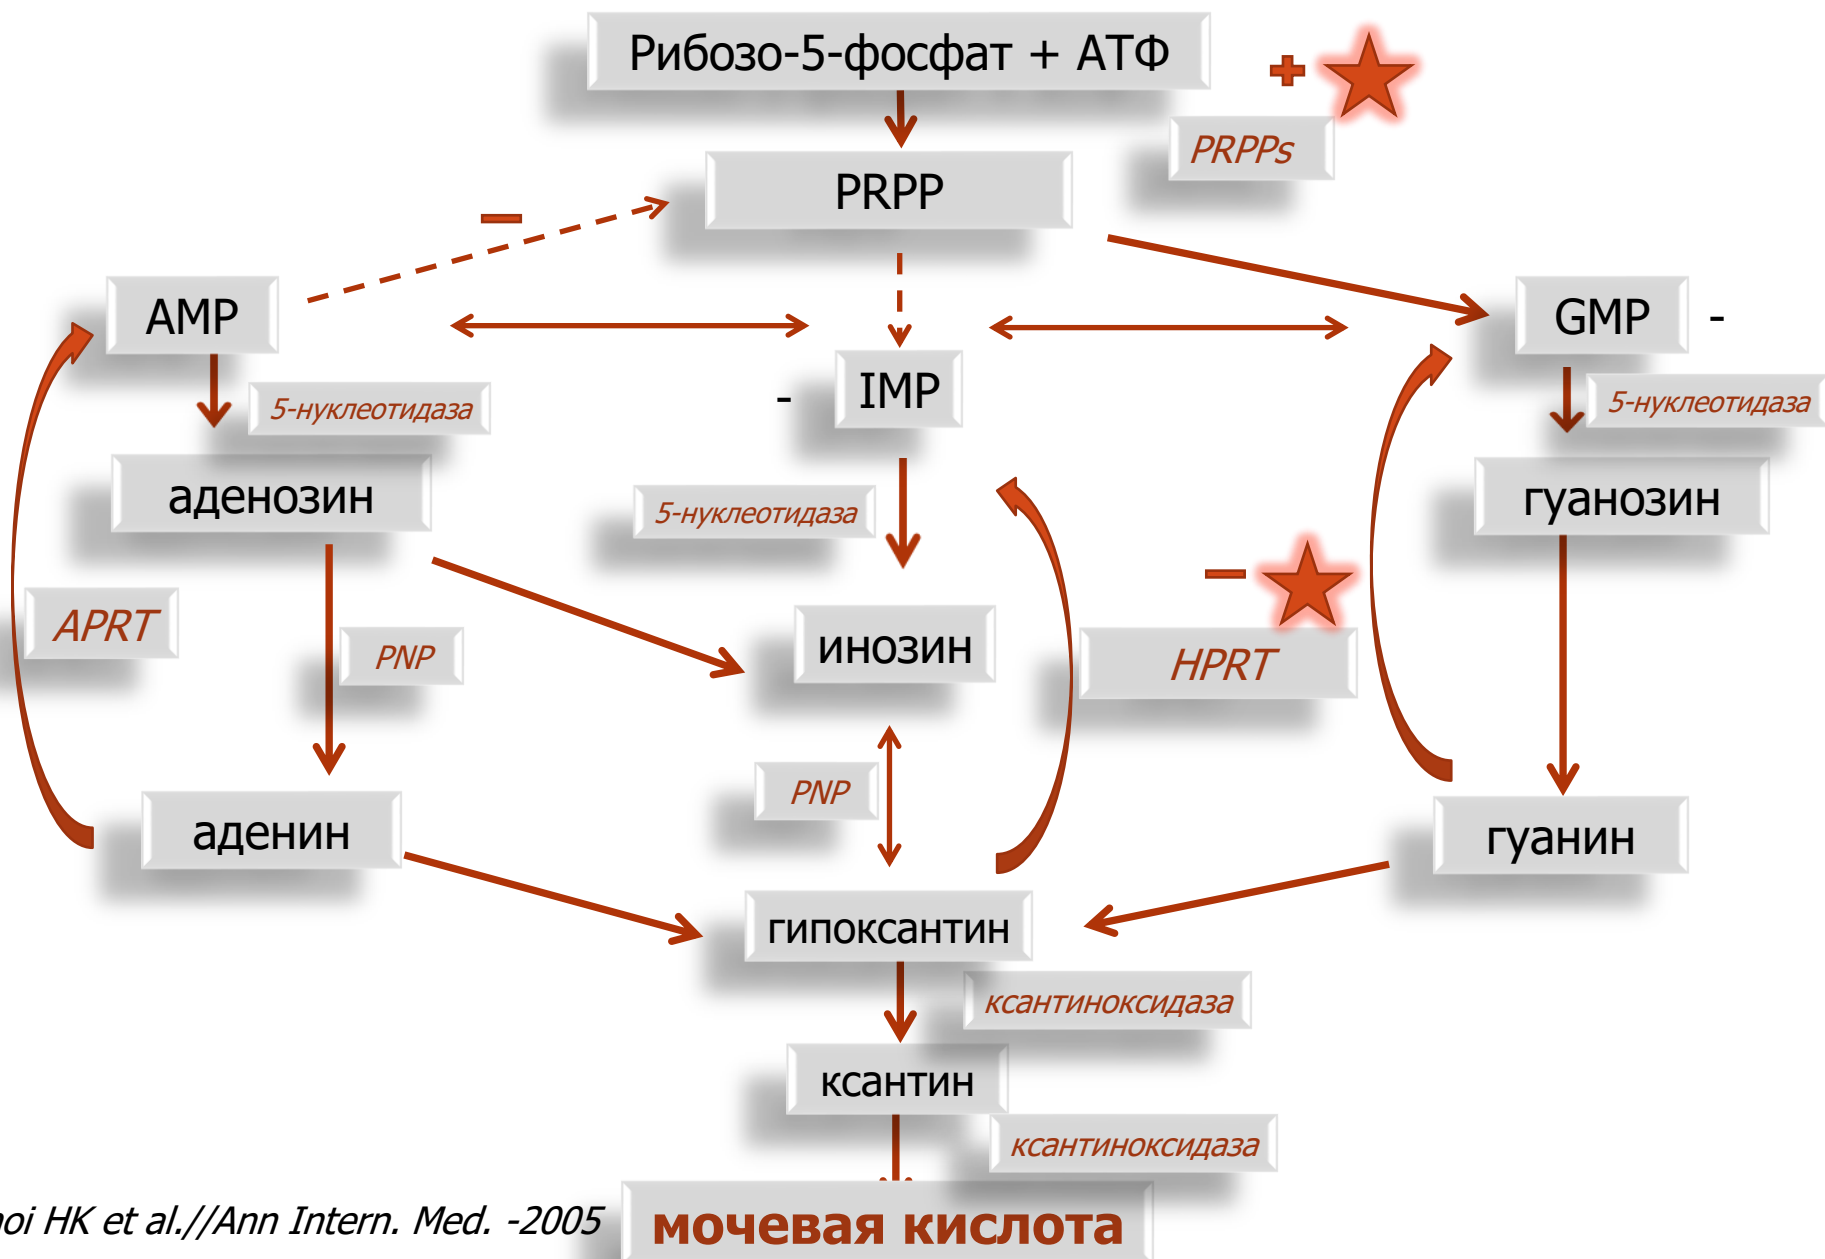 Рибозо-5-фосфат + АТФ
+
PRPPs
PRPP
AMP
GMP -
- IMP
5-нуклеотидаза
5-нуклеотидаза
аденозин
5-нуклеотидаза
гуанозин
APRT
PNP
инозин
HPRT
PNP
аденин
гуанин
гипоксантин
ксантиноксидаза
ксантин
ксантиноксидаза
oi HK et al.//Ann Intern. Med. -2005
мочевая кислота